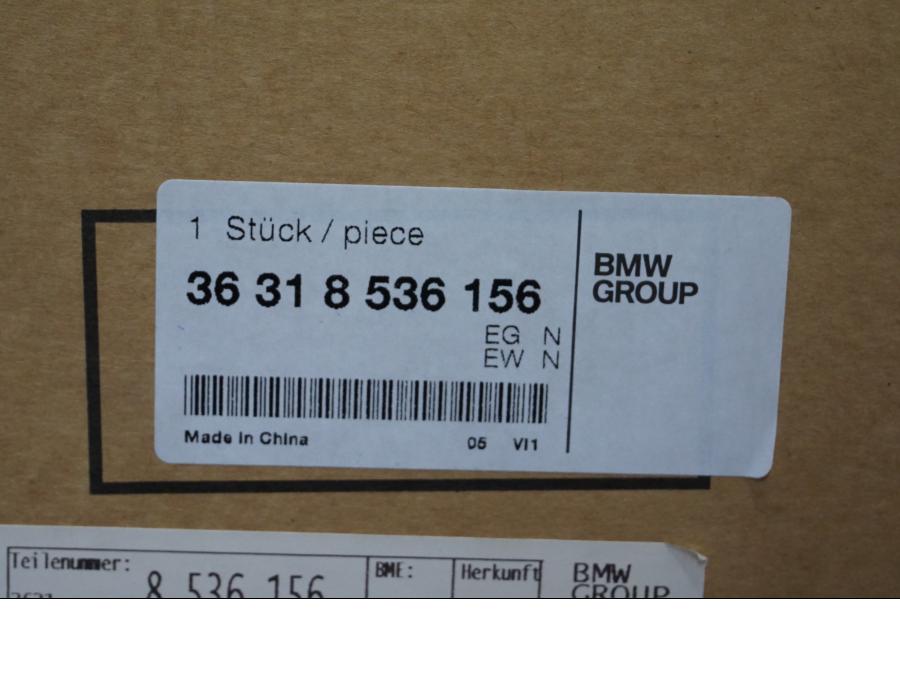 1 Stück / piece
36 31 8 536 156
EG N
EW N
Made in China 05 VI1
BMW
GROUP
Teilenummer:
8 536 156
BME:
Herkunft
BMW
GROUP